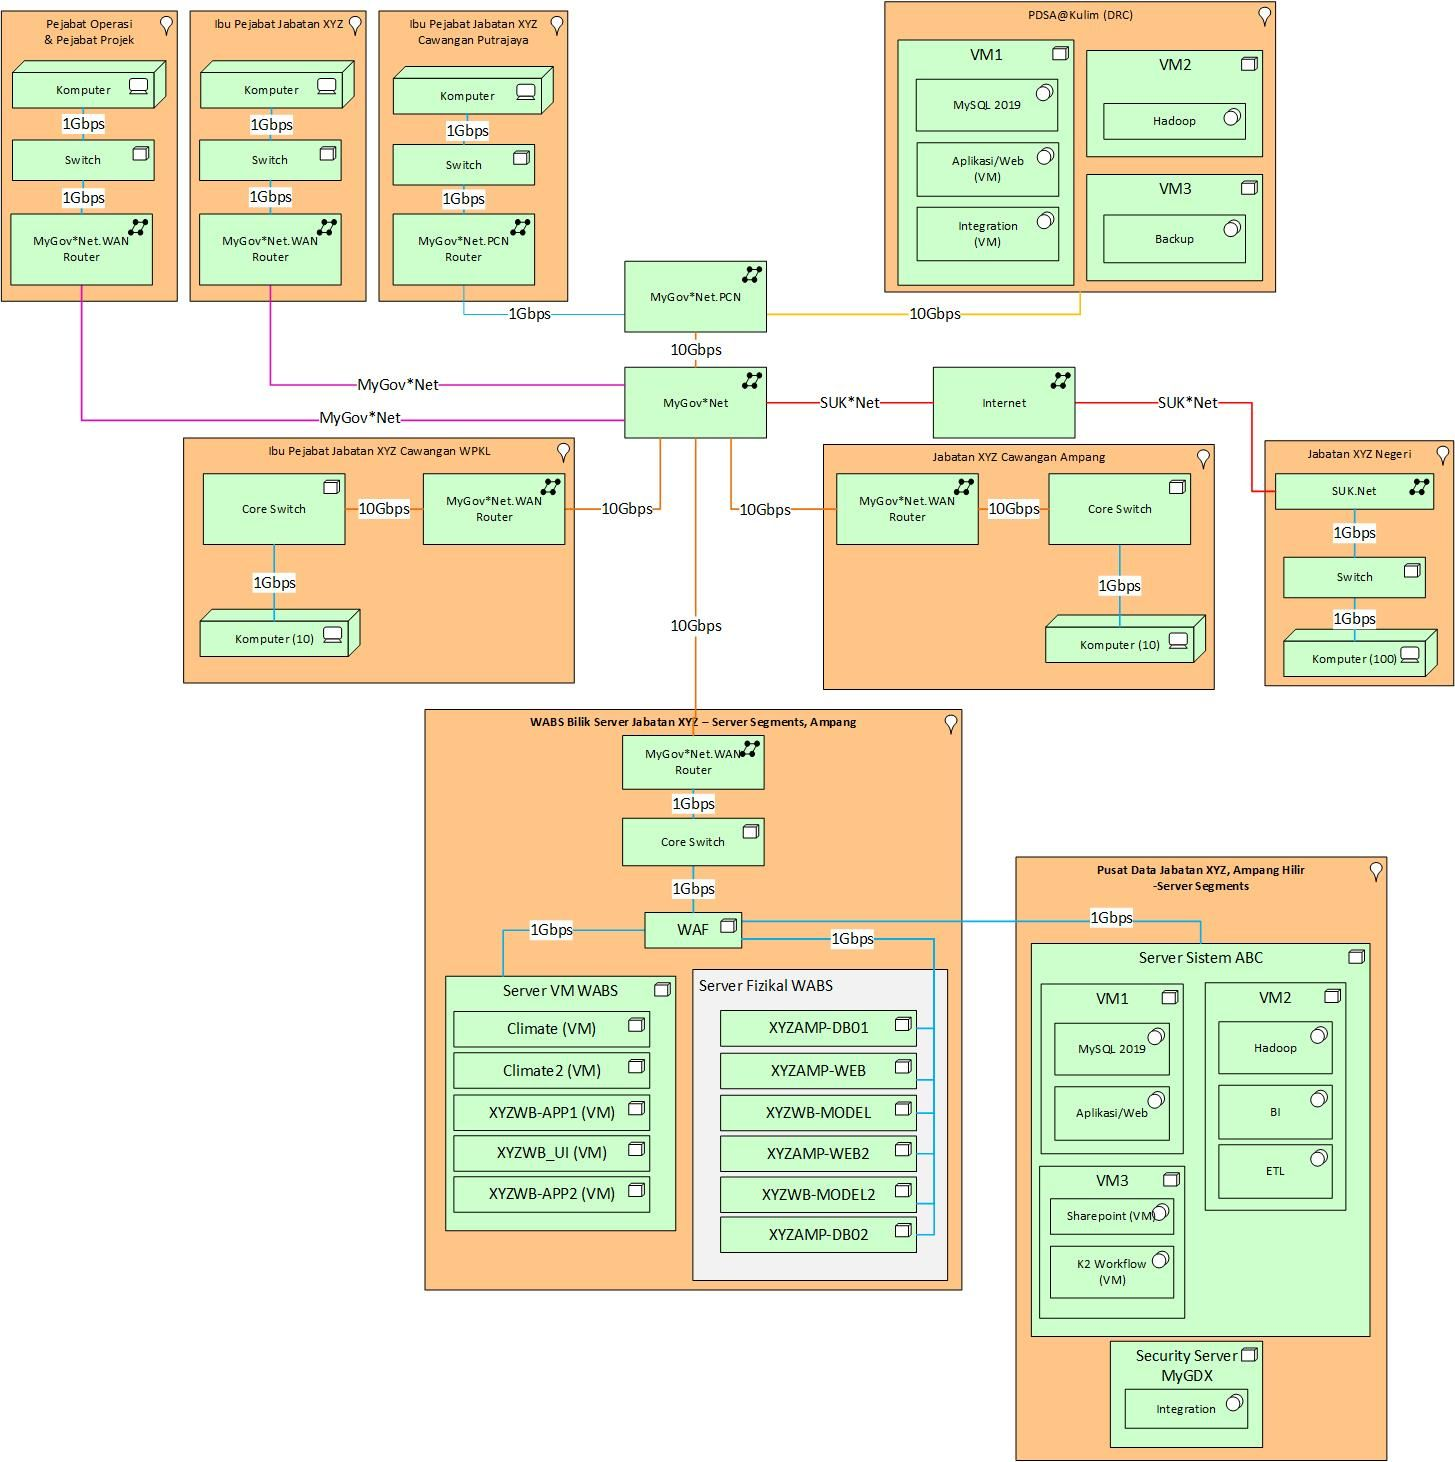 Pejabat Operasi
& Pejabat Projek
Komputer
1Gbps
Switch
1Gbps
MyGov*Net.WAN
Router
Ibu Pejabat Jabatan XYZ
Komputer
1Gbps
Switch
1Gbps
MyGov*Net.WAN
Router
Ibu Pejabat Jabatan XYZ
Cawangan Putrajaya
Komputer
1Gbps
Switch
1Gbps
MyGov*Net.PCN
Router
PDSA@Kulim (DRC)
VM1
MySQL 2019
Aplikasi/Web
(VM)
Integration
(VM)
VM2
Hadoop
VM3
Backup
1Gbps
MyGov*Net.PCN
10Gbps
10Gbps
MyGov*Net
MyGov*Net
MyGov*Net
SUK*Net
Internet
SUK*Net
Ibu Pejabat Jabatan XYZ Cawangan WPKL
Core Switch
10Gbps
MyGov*Net.WAN
Router
10Gbps
1Gbps
Komputer (10)
10Gbps
Jabatan XYZ Cawangan Ampang
10Gbps
MyGov*Net.WAN
Router
10Gbps
Core Switch
1Gbps
Komputer (10)
Jabatan XYZ Negeri
SUK.Net
1Gbps
Switch
1Gbps
Komputer (100)
WABS Bilik Server Jabatan XYZ – Server Segments, Ampang
MyGov*Net.WAN
Router
1Gbps
Core Switch
1Gbps
WAF
1Gbps
1Gbps
1Gbps
Server VM WABS
Climate (VM)
Climate2 (VM)
XYZWB-APP1 (VM)
XYZWB_UI (VM)
XYZWB-APP2 (VM)
Server Fizikal WABS
XYZAMP-DB01
XYZAMP-WEB
XYZWB-MODEL
XYZAMP-WEB2
XYZWB-MODEL2
XYZAMP-DB02
Pusat Data Jabatan XYZ, Ampang Hilir
-Server Segments
Server Sistem ABC
VM1
MySQL 2019
Aplikasi/Web
VM2
Hadoop
BI
ETL
VM3
Sharepoint (VM)
K2 Workflow
(VM)
Security Server
MyGDX
Integration